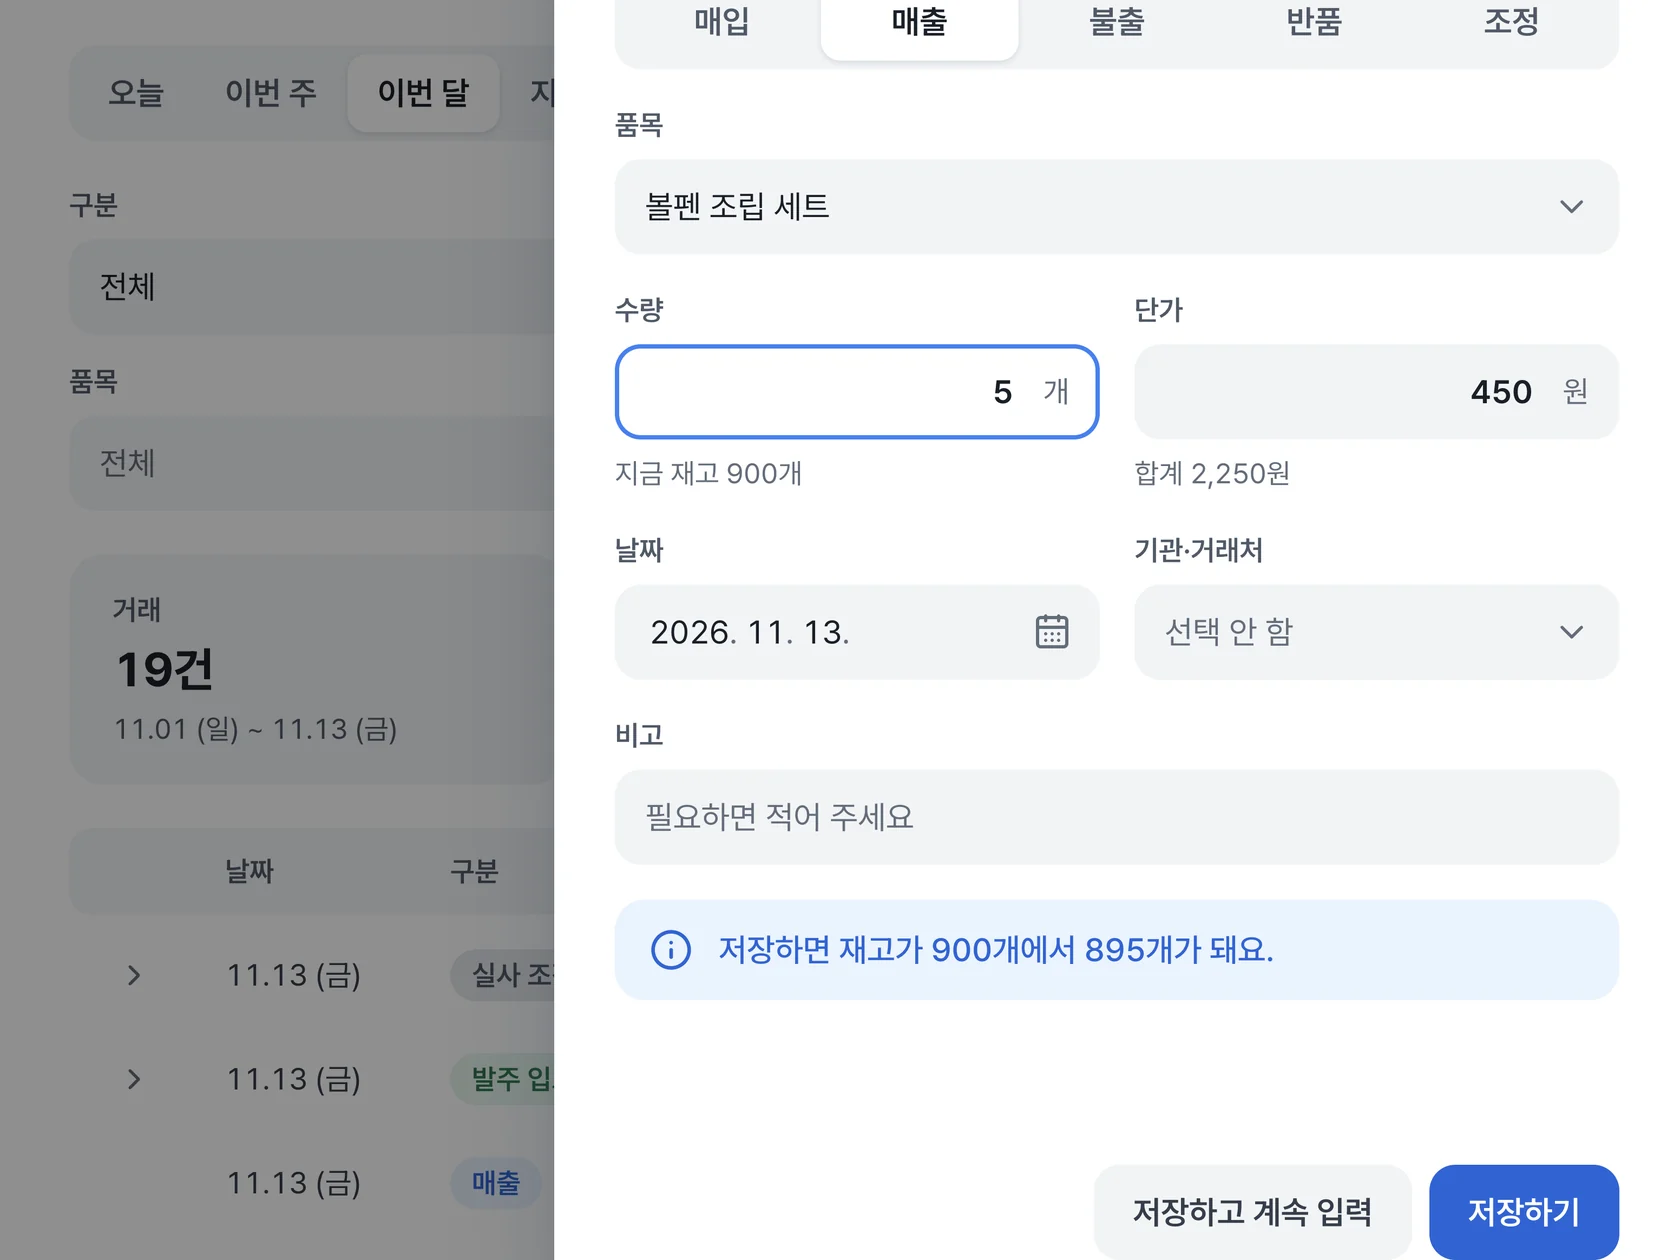 오늘 이번 주 이번 달
구분
전체
품목
전체
거래
19건
11.01 (일) ~ 11.13 (금)
날짜 구분
11.13 (금) 실사
11.13 (금) 발주
11.13 (금) 매출
매입 매출 불출 반품 조정
품목
볼펜 조립 세트
수량 단가
5 개 450 원
지금 재고 900개 합계 2,250원
날짜 기관·거래처
2026. 11. 13. 선택 안 함
비고
필요하면 적어 주세요
저장하면 재고가 900개에서 895개가 돼요.
저장하고 계속 입력 저장하기